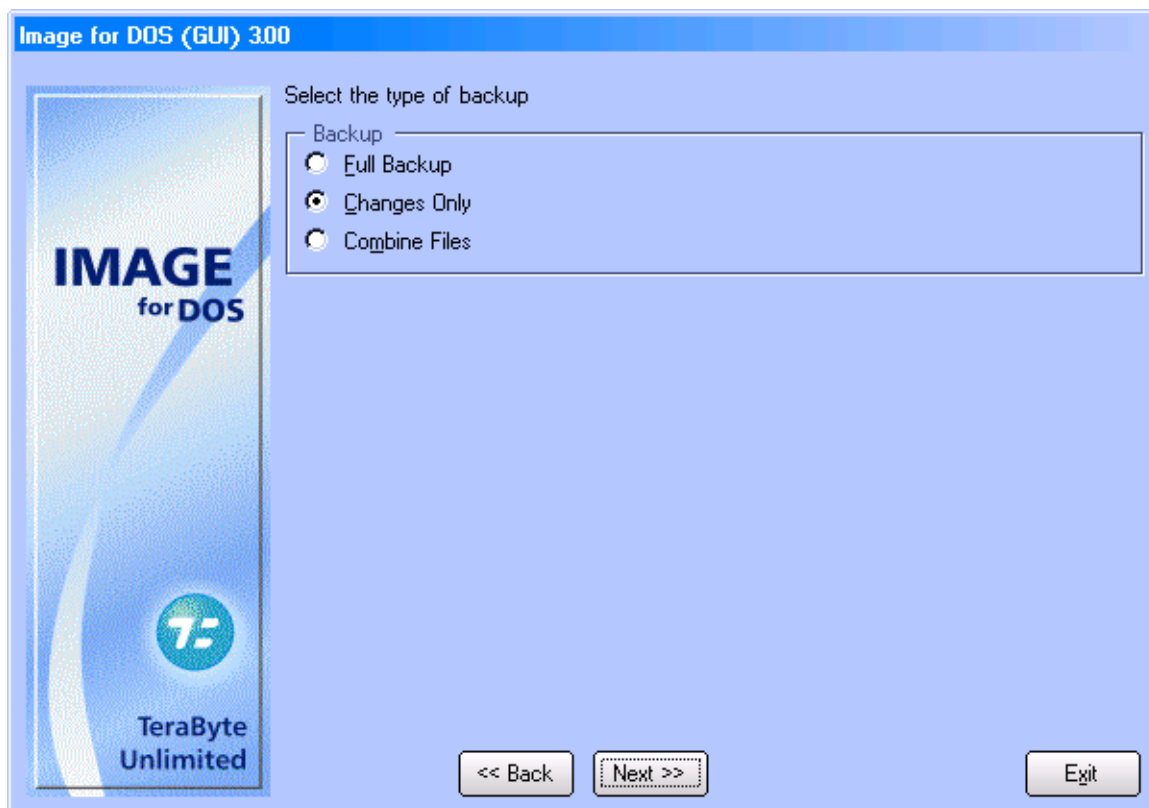 Image for DOS (GUI) 3.00
Select the type of backup
Backup
Full Backup
Changes Only
Combine Files
IMAGE
for DOS
TeraByte
Unlimited
<< Back
Next >>
Exit